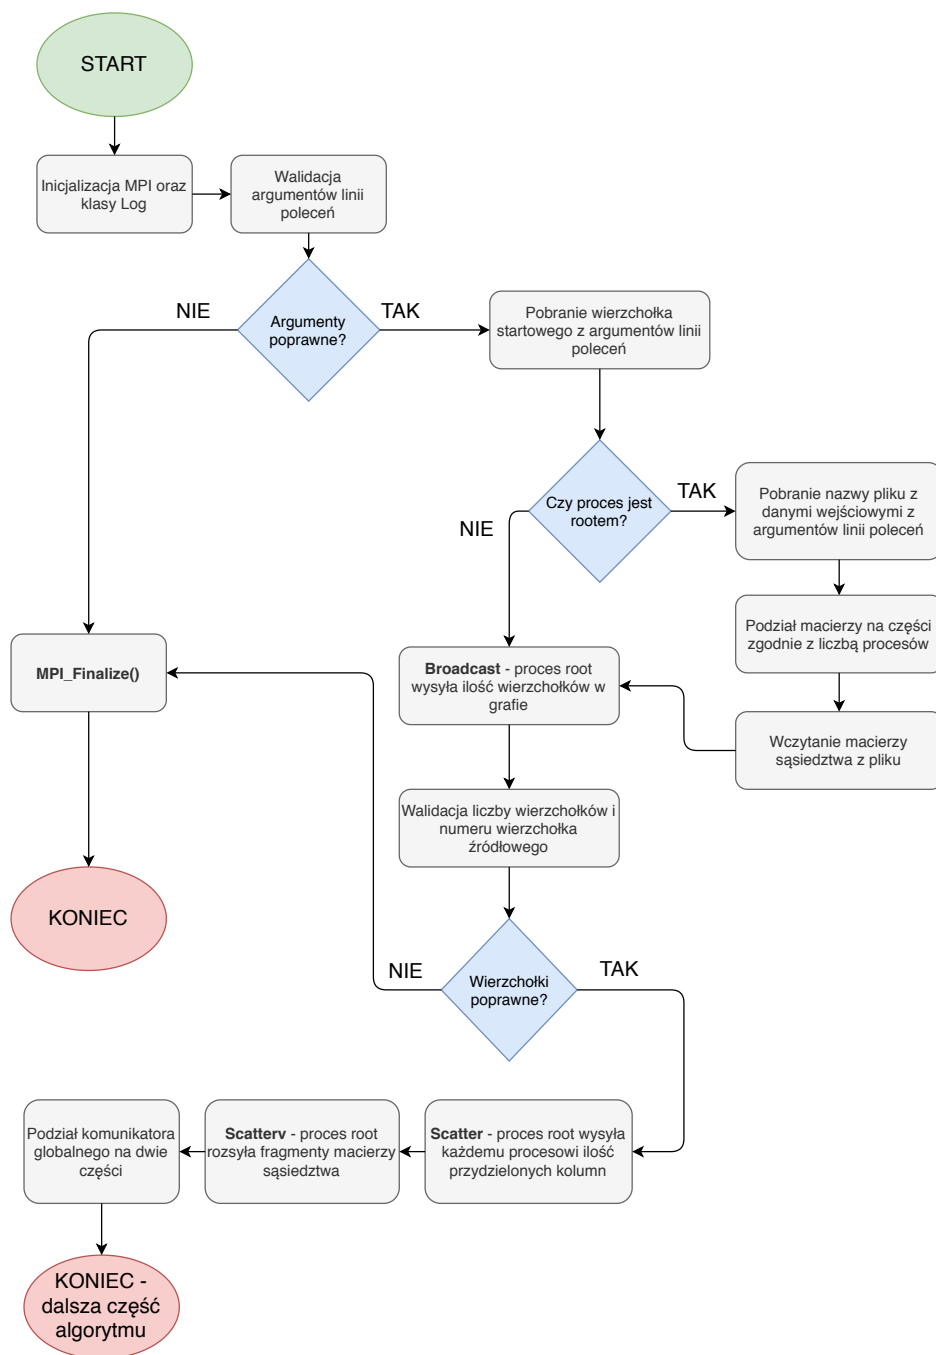 START
Inicjalizacja MPI oraz
klasy Log
Walidacja
argumentów linii
poleceń
Argumenty
poprawne?
NIE
TAK
Pobranie wierzchołka
startowego z argumentów linii
poleceń
Czy proces jest
rootem?
NIE
TAK
Pobranie nazwy pliku z
danymi wejściowymi z
argumentów linii poleceń
Podział macierzy na części
zgodnie z liczbą procesów
Wczytanie macierzy
sąsiedztwa z pliku
Broadcast - proces root
wysyła ilość wierzchołków w
grafie
MPI_Finalize()
KONIEC
Walidacja liczby wierzchołków i
numeru wierzchołka
źródłowego
Wierzchołki
poprawne?
NIE
TAK
Scatter - proces root wysyła
każdemu procesowi ilość
przydzielonych kolumn
Scatterv - proces root
rozsyła fragmenty macierzy
sąsiedztwa
Podział komunikatora
globalnego na dwie
części
KONIEC -
dalsza część
algorytmu